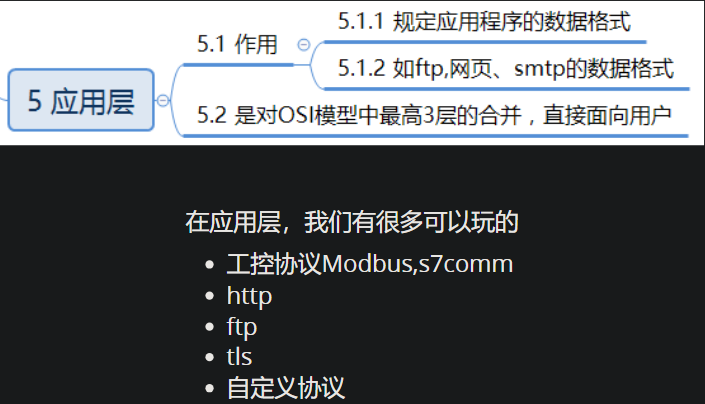 5.1.1 规定应用程序的数据格式
5.1 作用
5.1.2 如ftp,网页、smtp的数据格式
5 应用层
5.2 是对OSI模型中最高3层的合并，直接面向用户
在应用层，我们有很多可以玩的
工控协议Modbus,s7comm
http
ftp
tls
自定义协议